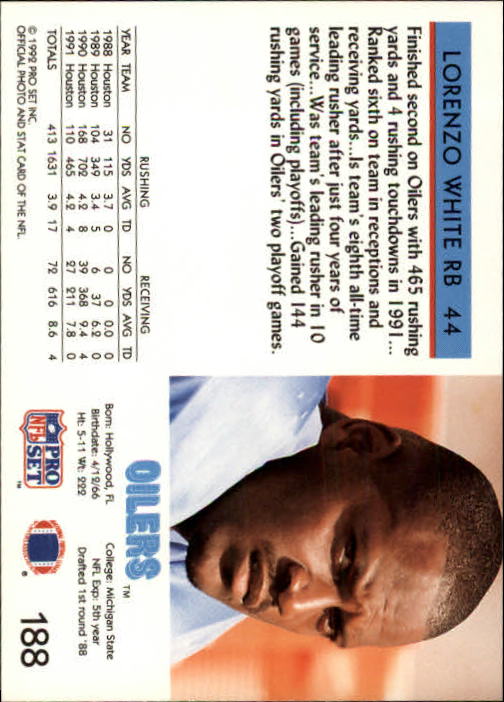 LORENZO WHITE RB 44
Finished second on Oilers with 465 rushing
yards and 4 rushing touchdowns in 1991...
Ranked sixth on team in receptions and
receiving yards...Is team's eighth all-time
leading rusher after just four years of
service...Was team's leading rusher in 10
games (including playoffs)...Gained 144
rushing yards in Oilers' two playoff games.
RUSHING RECEIVING
YEAR TEAM NO YDS AVG TD NO YDS AVG TD
1988 Houston 31 115 3.7 0 0 0 0.0 0
1989 Houston 104 349 3.4 5 6 37 6.2 0
1990 Houston 168 702 4.2 8 39 368 9.4 4
1991 Houston 110 465 4.2 4 27 211 7.8 0
TOTALS 413 1631 3.9 17 72 616 8.6 4
© 1992 PRO SET INC.
OFFICIAL PHOTO AND STAT CARD OF THE NFL.
OILERS™
Born: Hollywood, FL College: Michigan State
Birthdate: 4/12/66 NFL Exp: 5th year
Ht: 5-11 Wt: 222 Drafted 1st round '88
PRO
NFL
SET
™
®
188